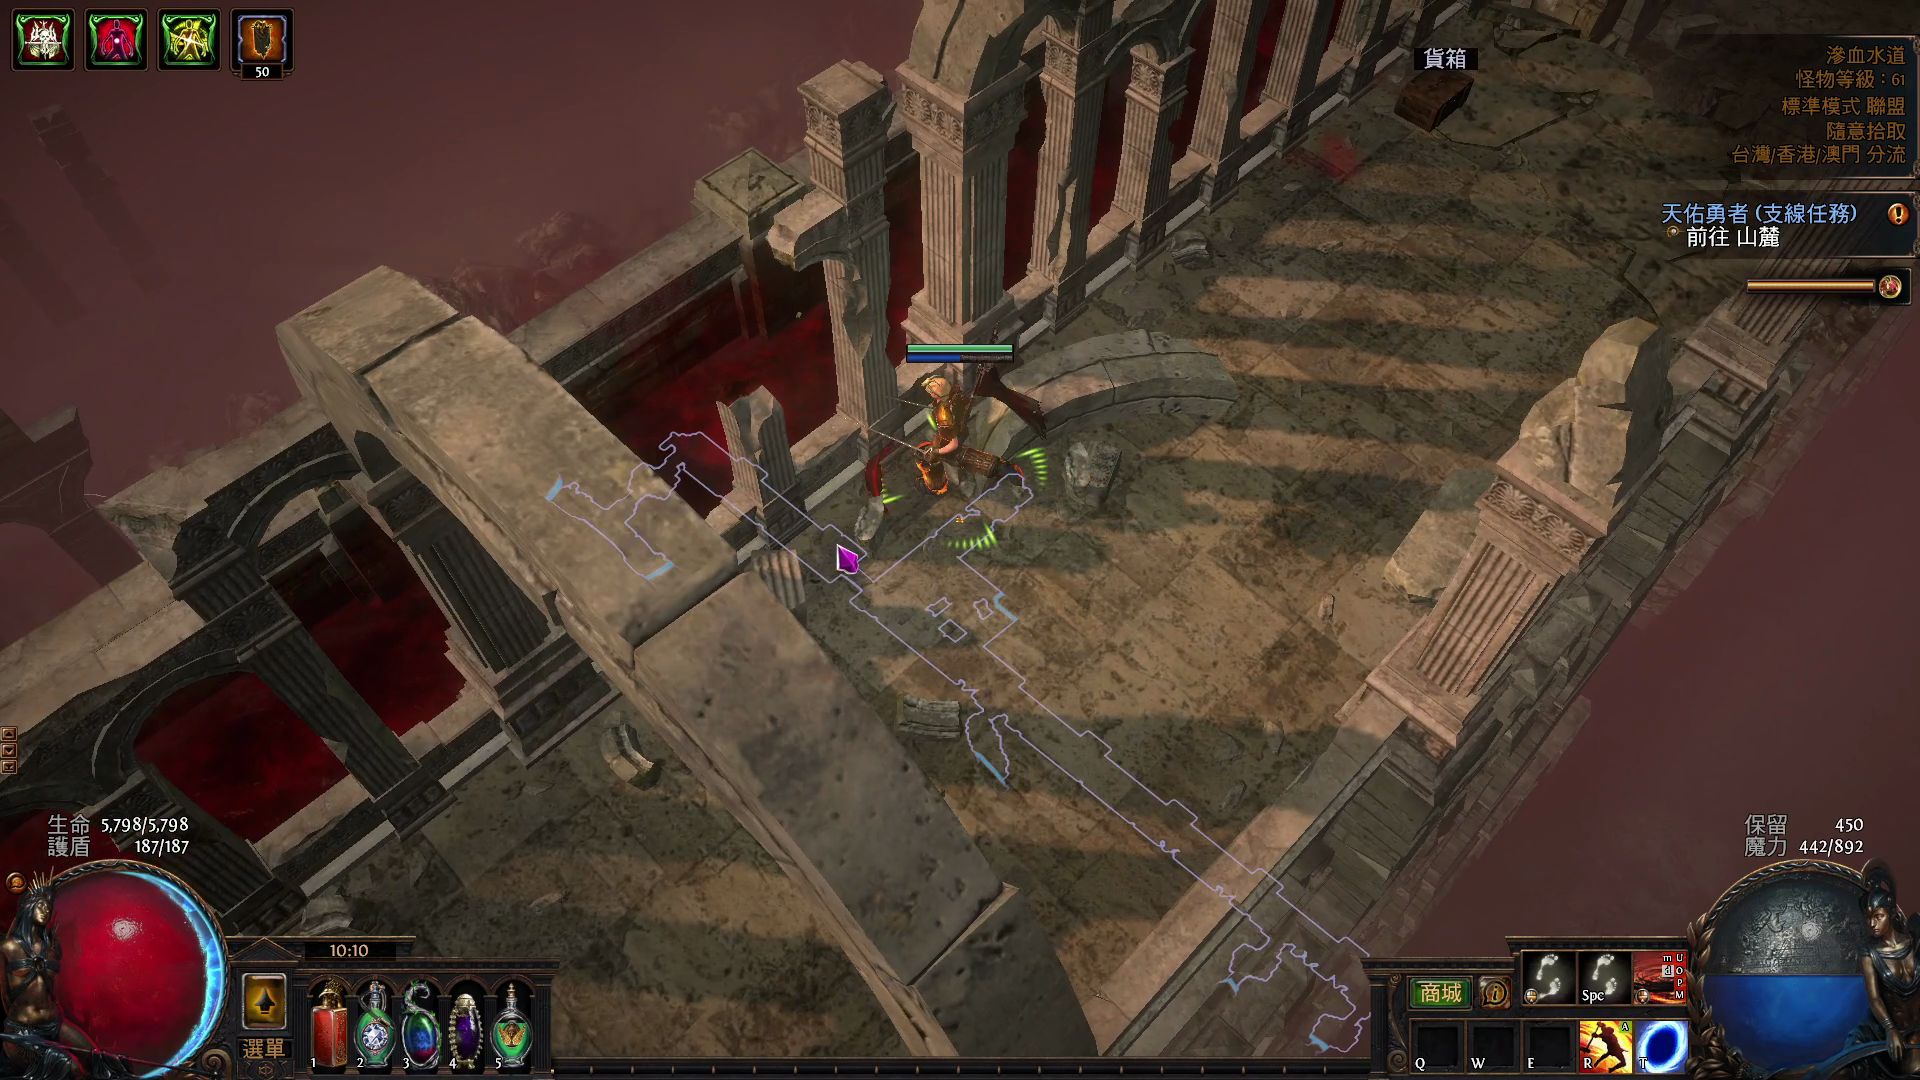 50
貨箱
滲血水道
怪物等級：61
標準模式 聯盟
隨意拾取
台灣/香港/澳門 分流
天佑勇者 (支線任務)
前往 山麓
生命 5,798/5,798
護盾 187/187
保留 450
魔力 442/892
10:10
選單
1 2 3 4 5
商城
Spc
Q W E R T
A